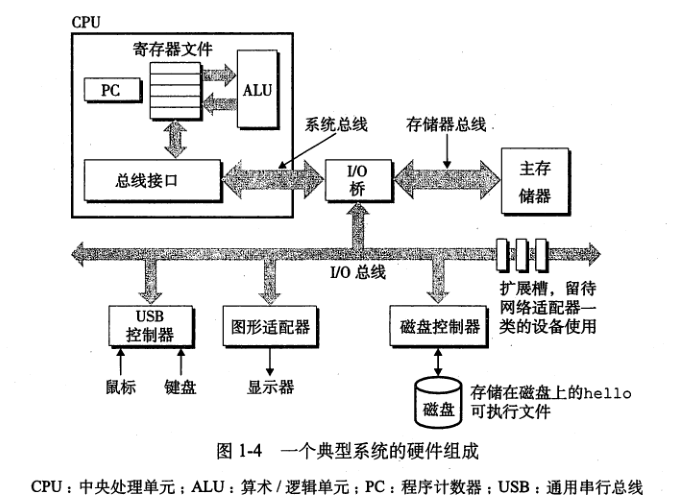 CPU
寄存器文件
PC
ALU
系统总线
存储器总线
总线接口
I/O
桥
主存
储器
I/O 总线
扩展槽，留待
网络适配器一
类的设备使用
USB
控制器
图形适配器
磁盘控制器
鼠标
键盘
显示器
磁盘
存储在磁盘上的hello
可执行文件
图 1-4 一个典型系统的硬件组成
CPU：中央处理单元；ALU：算术/逻辑单元；PC：程序计数器；USB：通用串行总线